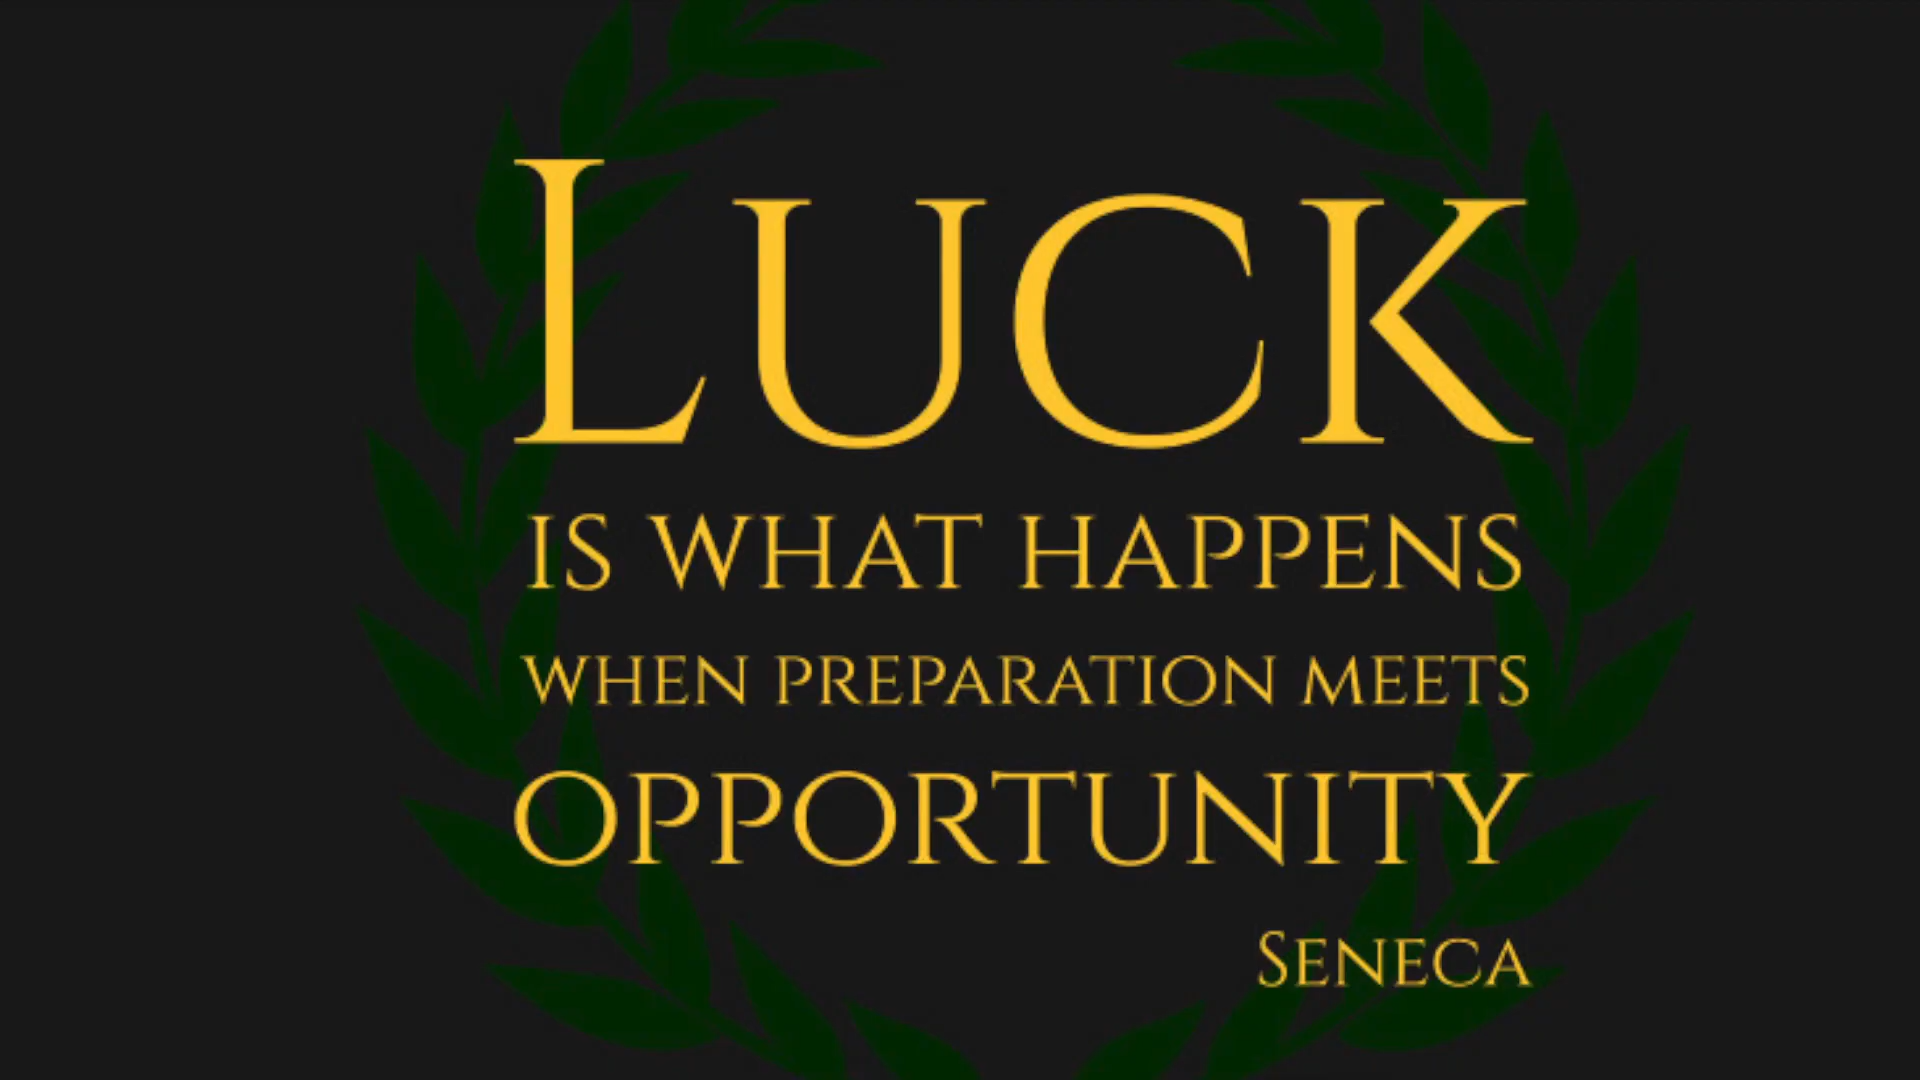 Luck
is what happens
when preparation meets
opportunity
Seneca